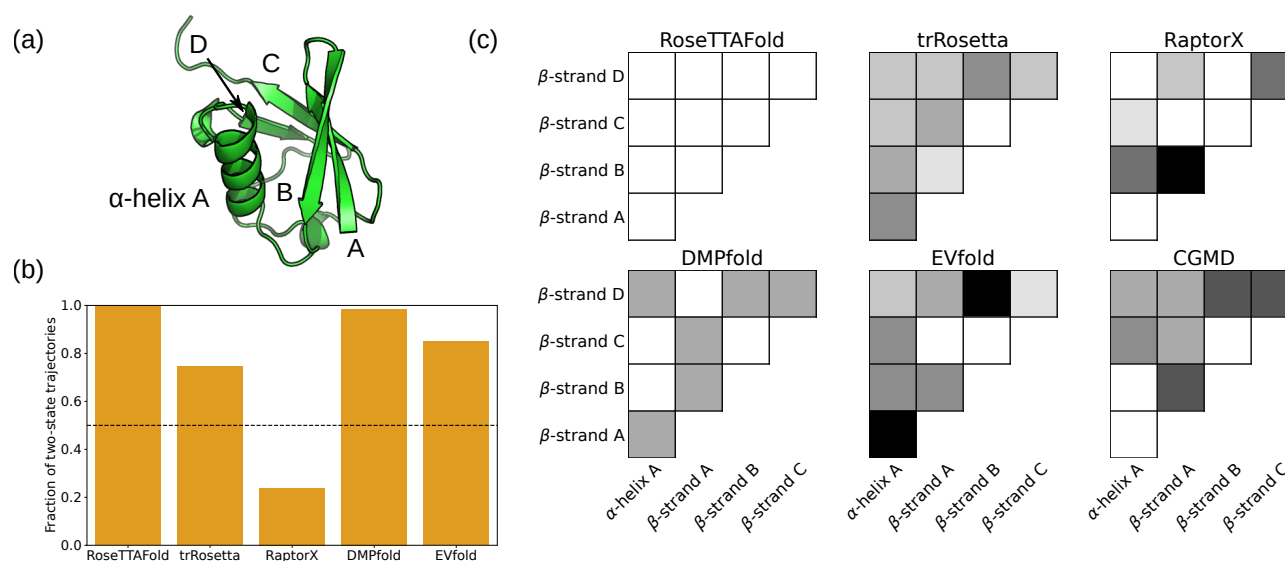 (a)
D
C
α-helix A
B
A
(b)
Fraction of two-state trajectories
1.0
0.8
0.6
0.4
0.2
0.0
RoseTTAFold trRosetta RaptorX DMPfold EVfold
(c)
RoseTTAFold trRosetta RaptorX
β-strand D
β-strand C
β-strand B
β-strand A
DMPfold EVfold CGMD
β-strand D
β-strand C
β-strand B
β-strand A
α-helix A β-strand A β-strand B β-strand C
α-helix A β-strand A β-strand B β-strand C
α-helix A β-strand A β-strand B β-strand C